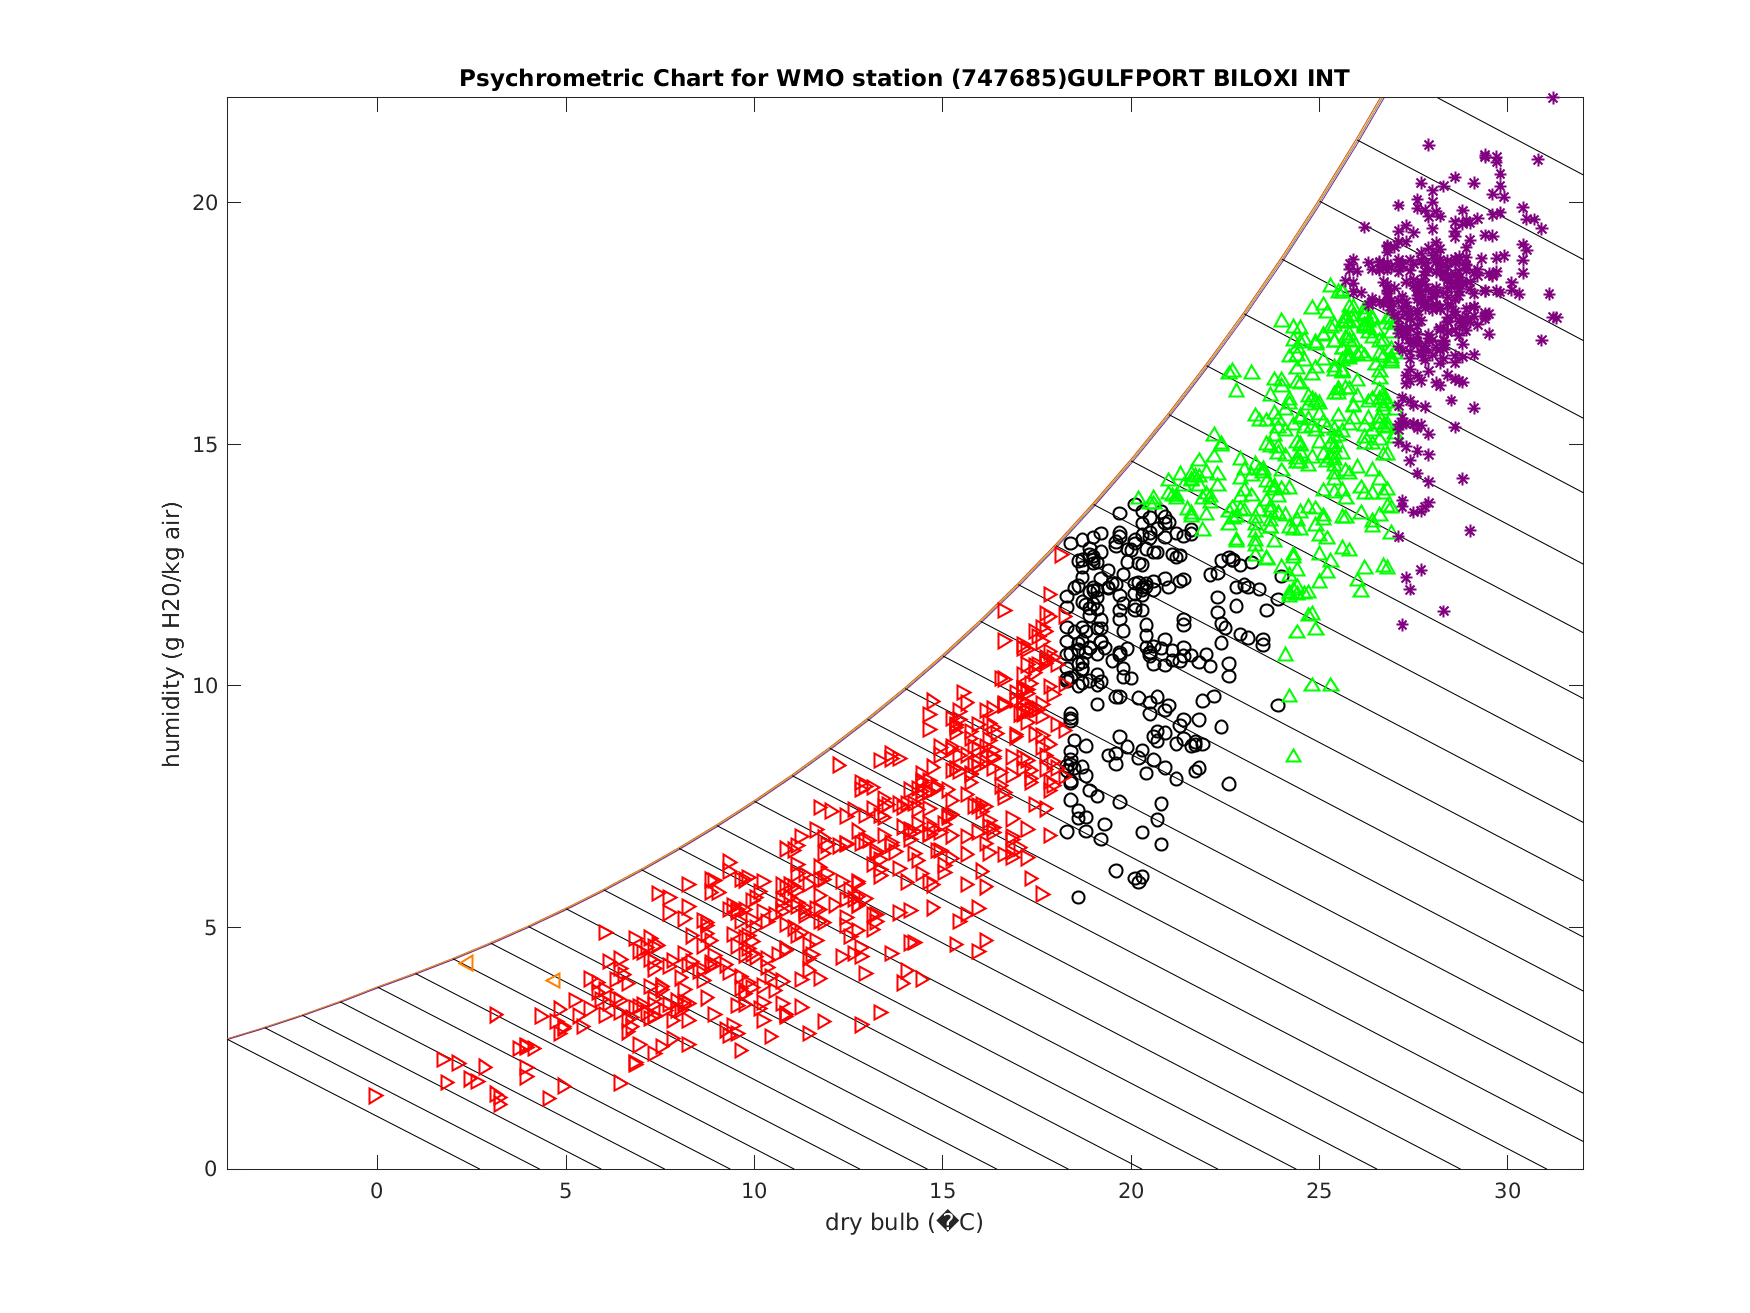 Psychrometric Chart for WMO station (747685)GULFPORT BILOXI INT
humidity (g H20/kg air)
20
15
10
5
0
0 5 10 15 20 25 30
dry bulb (�C)